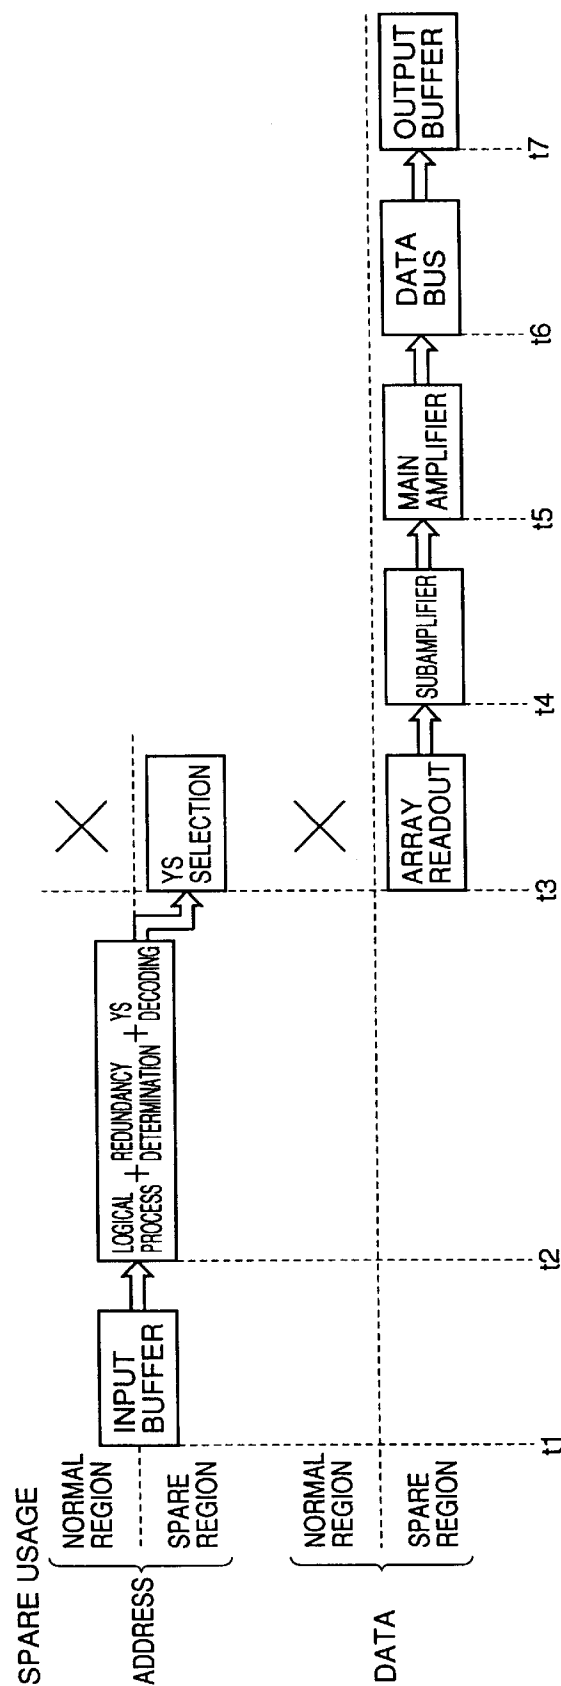 SPARE USAGE
ADDRESS
NORMAL
REGION
SPARE
REGION
INPUT
BUFFER
LOGICAL + REDUNDANCY + YS
PROCESS DETERMINATION DECODING
YS
SELECTION
DATA
NORMAL
REGION
SPARE
REGION
ARRAY
READOUT
SUBAMPLIFIER
MAIN
AMPLIFIER
DATA
BUS
OUTPUT
BUFFER
t1
t2
t3
t4
t5
t6
t7